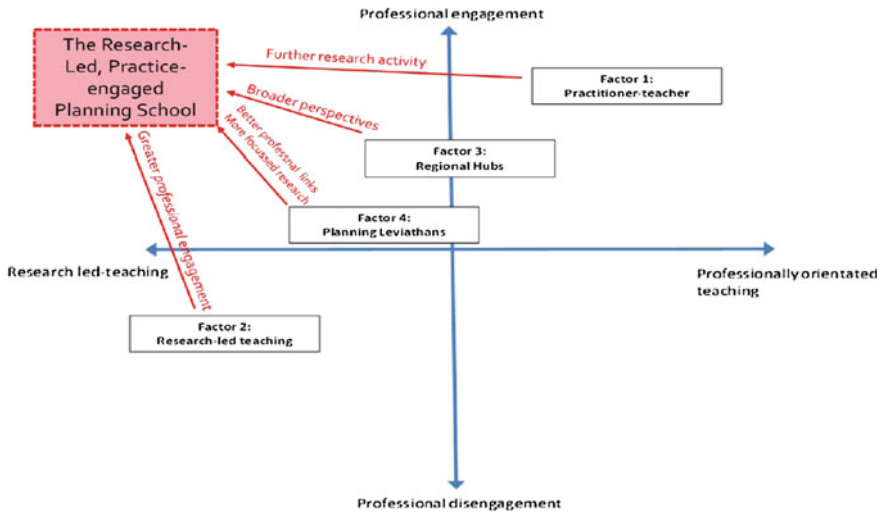 Professional engagement
The Research-
Led, Practice-
engaged
Planning School
Further research activity
Factor 1:
Practitioner-teacher
Broader perspectives
Better professnal links
More focussed research
Factor 3:
Regional Hubs
Greater professional engagement
Factor 4:
Planning Leviathans
Research led-teaching
Professionally orientated
teaching
Factor 2:
Research-led teaching
Professional disengagement